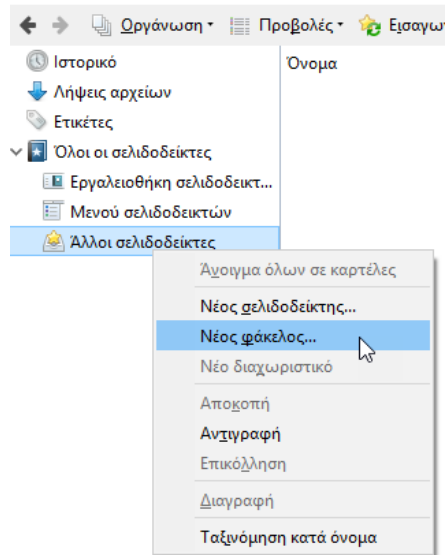 Οργάνωση Προβολές Εισαγων
Ιστορικό
Όνομα
Λήψεις αρχείων
Ετικέτες
Όλοι οι σελιδοδείκτες
Εργαλειοθήκη σελιδοδεικτ...
Μενού σελιδοδεικτών
Άλλοι σελιδοδείκτες
Άνοιγμα όλων σε καρτέλες
Νέος σελιδοδείκτης...
Νέος φάκελος...
Νέο διαχωριστικό
Αποκοπή
Αντιγραφή
Επικόλληση
Διαγραφή
Ταξινόμηση κατά όνομα